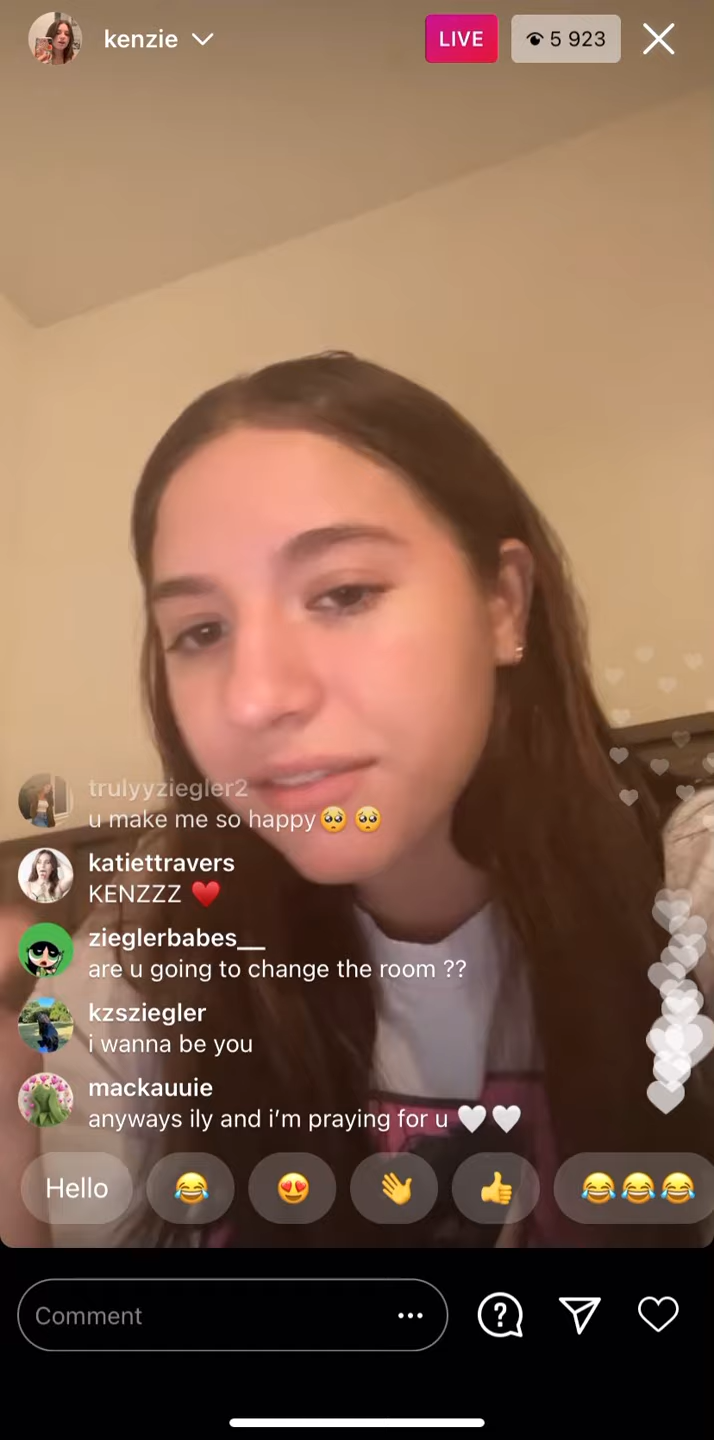 kenzie
LIVE
5 923
trulyyziegler2
u make me so happy🥺 🥺
katiettravers
KENZZZ ❤️
zieglerbabes__
are u going to change the room ??
kzsziegler
i wanna be you
mackauuie
anyways ily and i’m praying for u 🤍🤍
Hello 😂 😍 👋 👍 😂😂😂
Comment